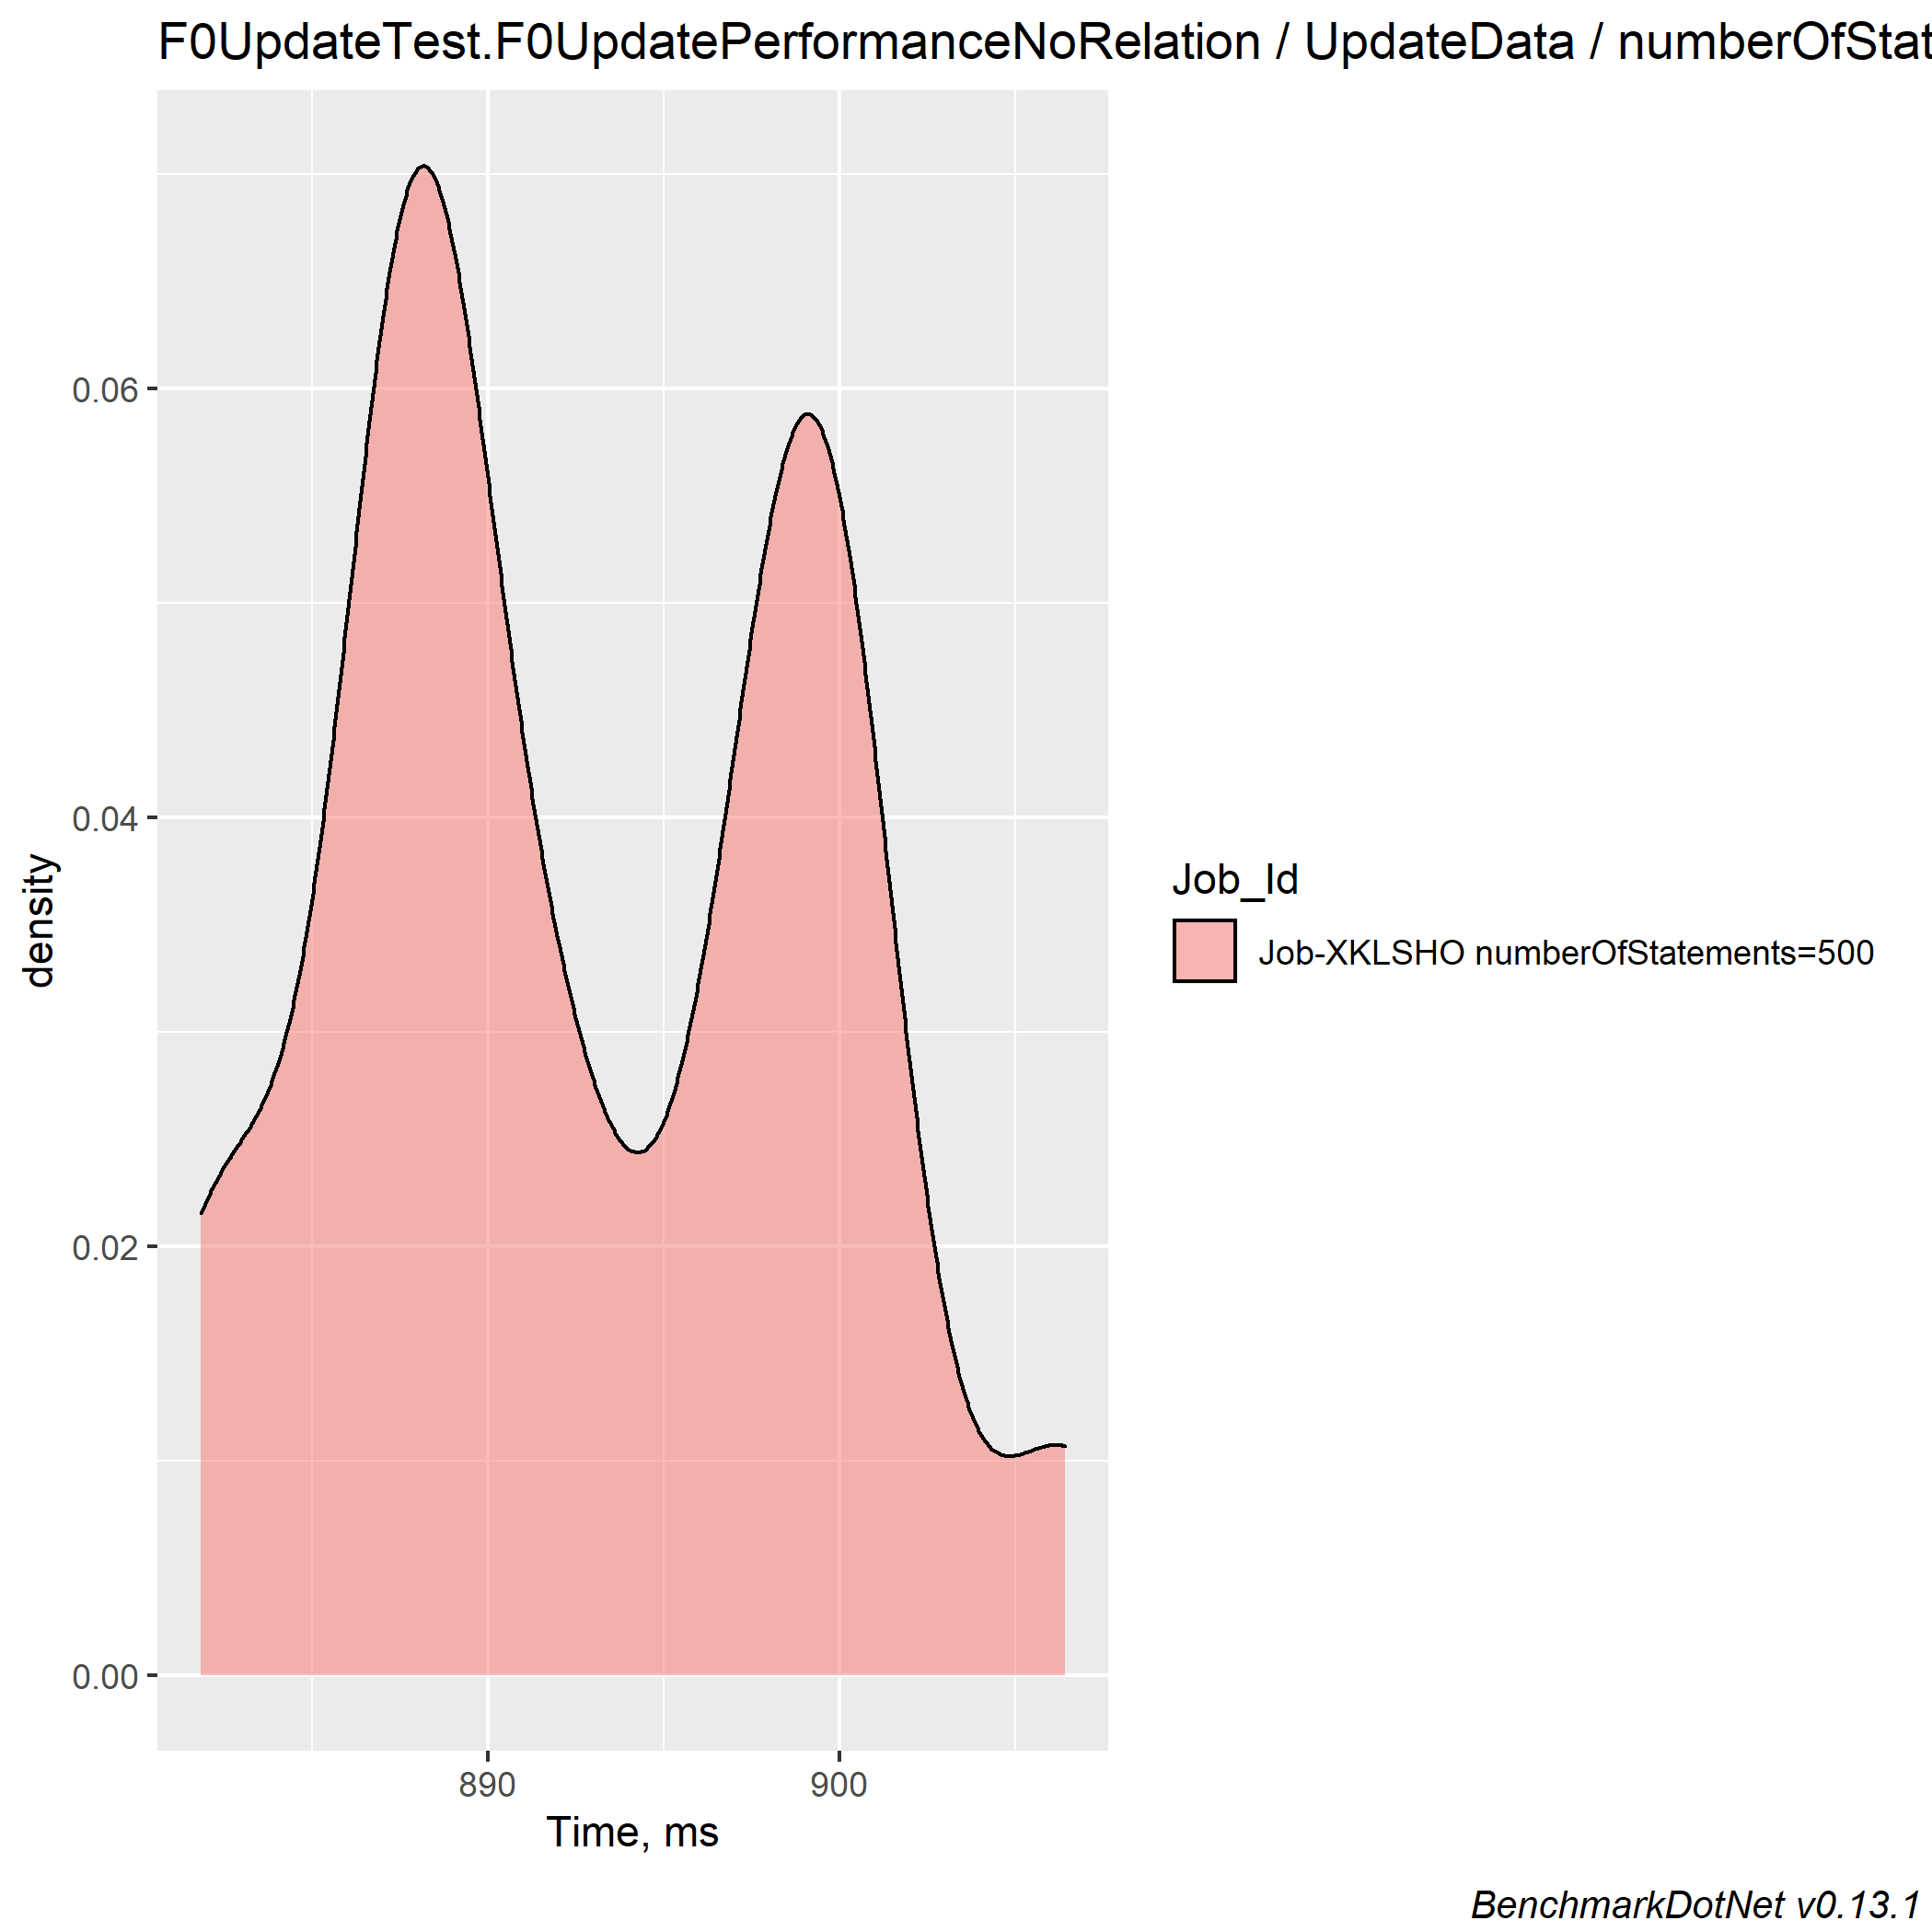 F0UpdateTest.F0UpdatePerformanceNoRelation / UpdateData / numberOfStat
0.06
0.04
0.02
0.00
density
890
900
Time, ms
Job_Id
Job-XKLSHO numberOfStatements=500
BenchmarkDotNet v0.13.1